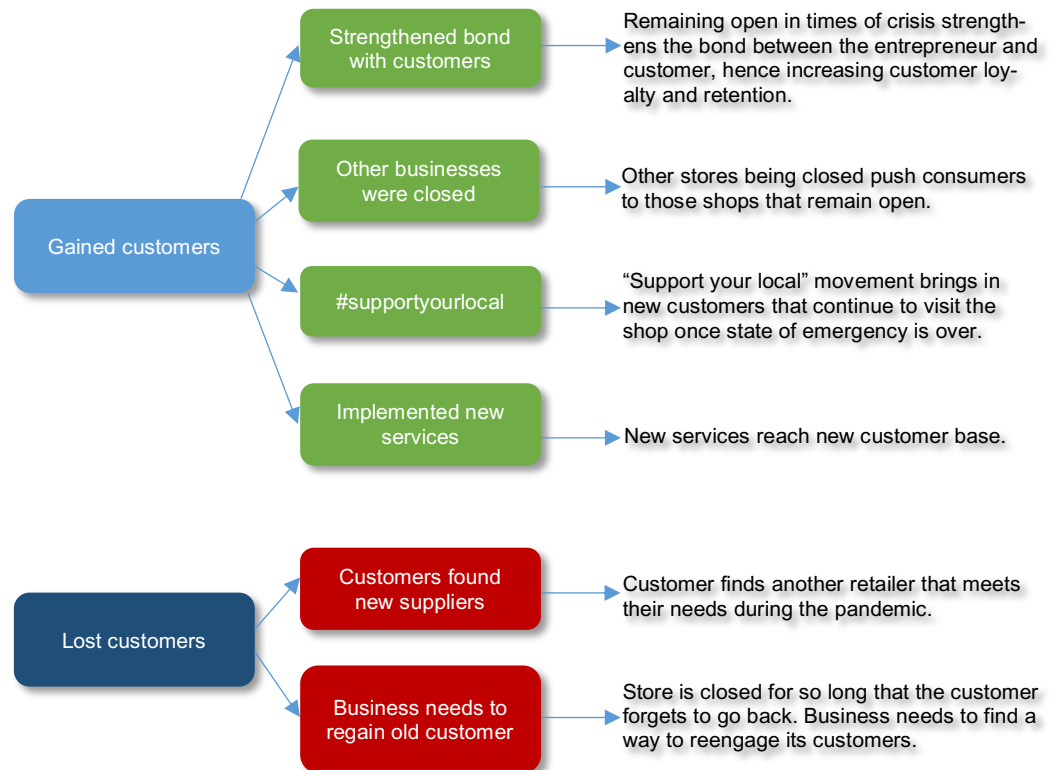 Strengthened bond
with customers
Remaining open in times of crisis strength-
ens the bond between the entrepreneur and
customer, hence increasing customer loy-
alty and retention.
Other businesses
were closed
Other stores being closed push consumers
to those shops that remain open.
Gained customers
#supportyourlocal
“Support your local” movement brings in
new customers that continue to visit the
shop once state of emergency is over.
Implemented new
services
New services reach new customer base.
Customers found
new suppliers
Customer finds another retailer that meets
their needs during the pandemic.
Lost customers
Business needs to
regain old customer
Store is closed for so long that the customer
forgets to go back. Business needs to find a
way to reengage its customers.